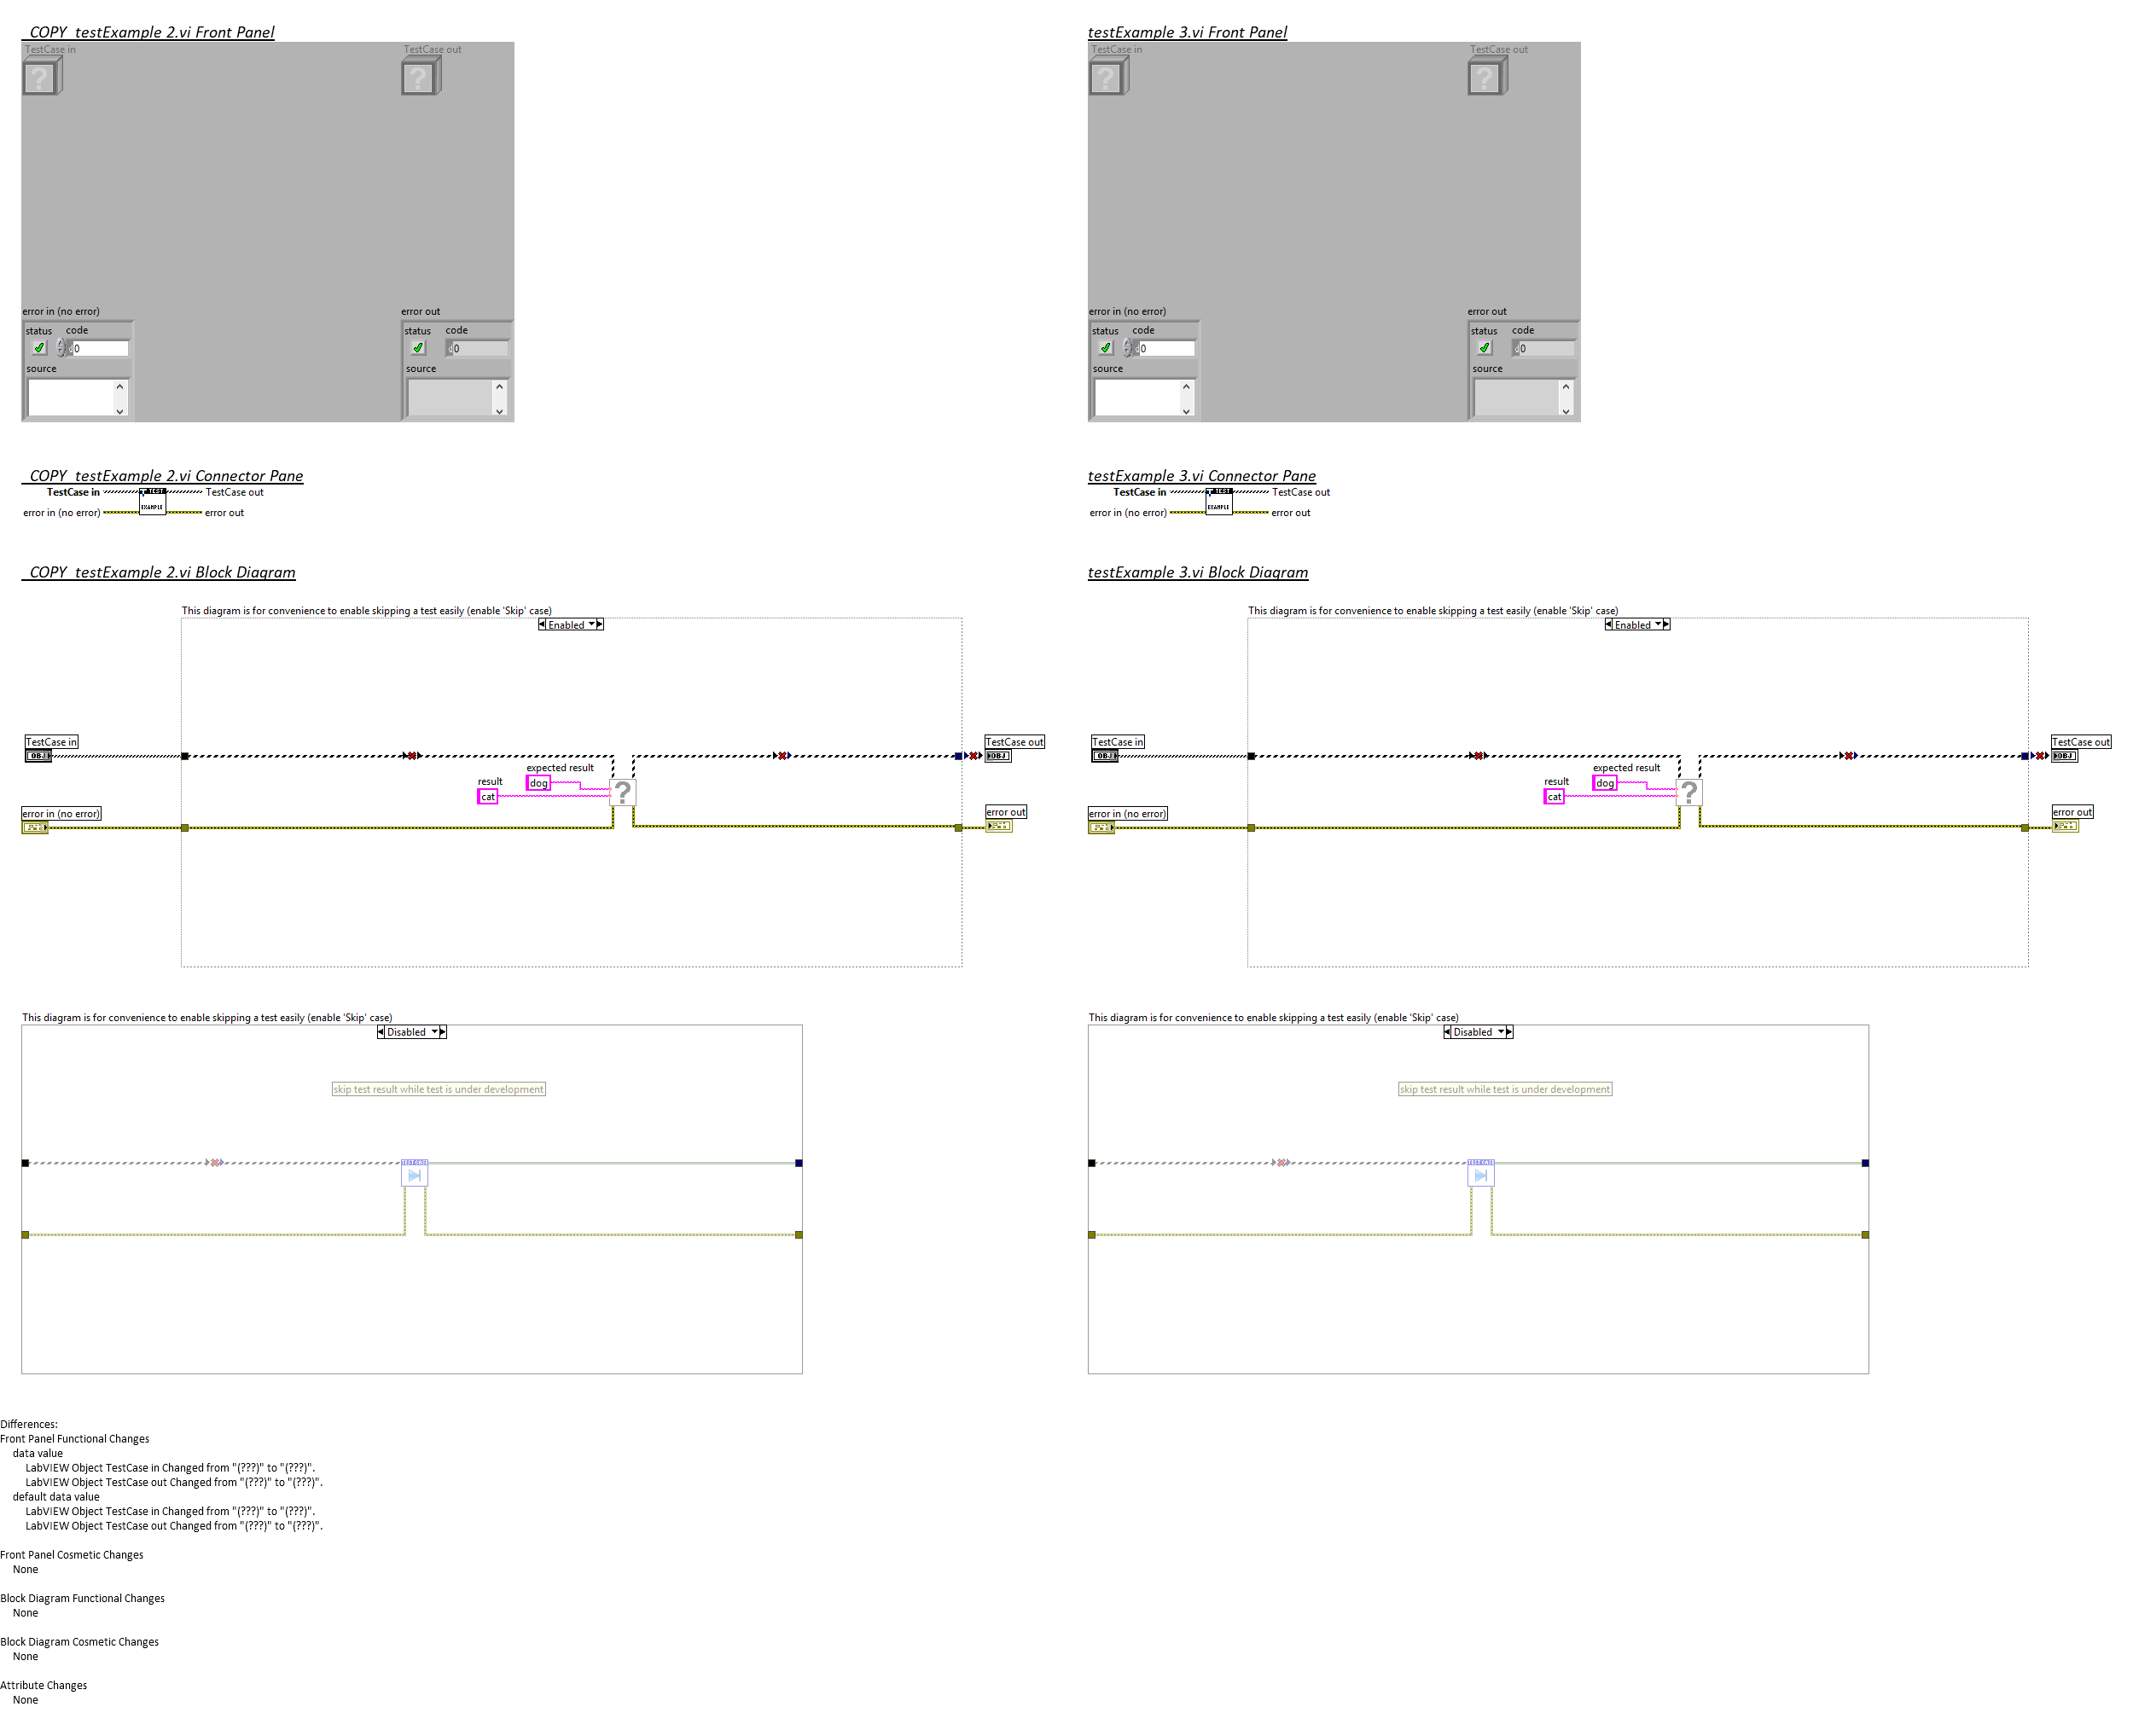 _COPY_testExample 2.vi Front Panel
TestCase in
TestCase out
error in (no error)
status code
0
source
error out
status code
0
source
_COPY_testExample 2.vi Connector Pane
TestCase in
TestCase out
TEST
EXAMPLE
error in (no error)
error out
_COPY_testExample 2.vi Block Diagram
This diagram is for convenience to enable skipping a test easily (enable 'Skip' case)
Enabled
TestCase in
OBJ
TestCase out
OBJ
expected result
dog
result
cat
?
error in (no error)
error out
This diagram is for convenience to enable skipping a test easily (enable 'Skip' case)
Disabled
skip test result while test is under development
testExample 3.vi Front Panel
TestCase in
TestCase out
error in (no error)
status code
0
source
error out
status code
0
source
testExample 3.vi Connector Pane
TestCase in
TestCase out
TEST
EXAMPLE
error in (no error)
error out
testExample 3.vi Block Diagram
This diagram is for convenience to enable skipping a test easily (enable 'Skip' case)
Enabled
TestCase in
OBJ
TestCase out
OBJ
expected result
dog
result
cat
?
error in (no error)
error out
This diagram is for convenience to enable skipping a test easily (enable 'Skip' case)
Disabled
skip test result while test is under development
Differences:
Front Panel Functional Changes
data value
LabVIEW Object TestCase in Changed from "(???)" to "(???)".
LabVIEW Object TestCase out Changed from "(???)" to "(???)".
default data value
LabVIEW Object TestCase in Changed from "(???)" to "(???)".
LabVIEW Object TestCase out Changed from "(???)" to "(???)".
Front Panel Cosmetic Changes
None
Block Diagram Functional Changes
None
Block Diagram Cosmetic Changes
None
Attribute Changes
None